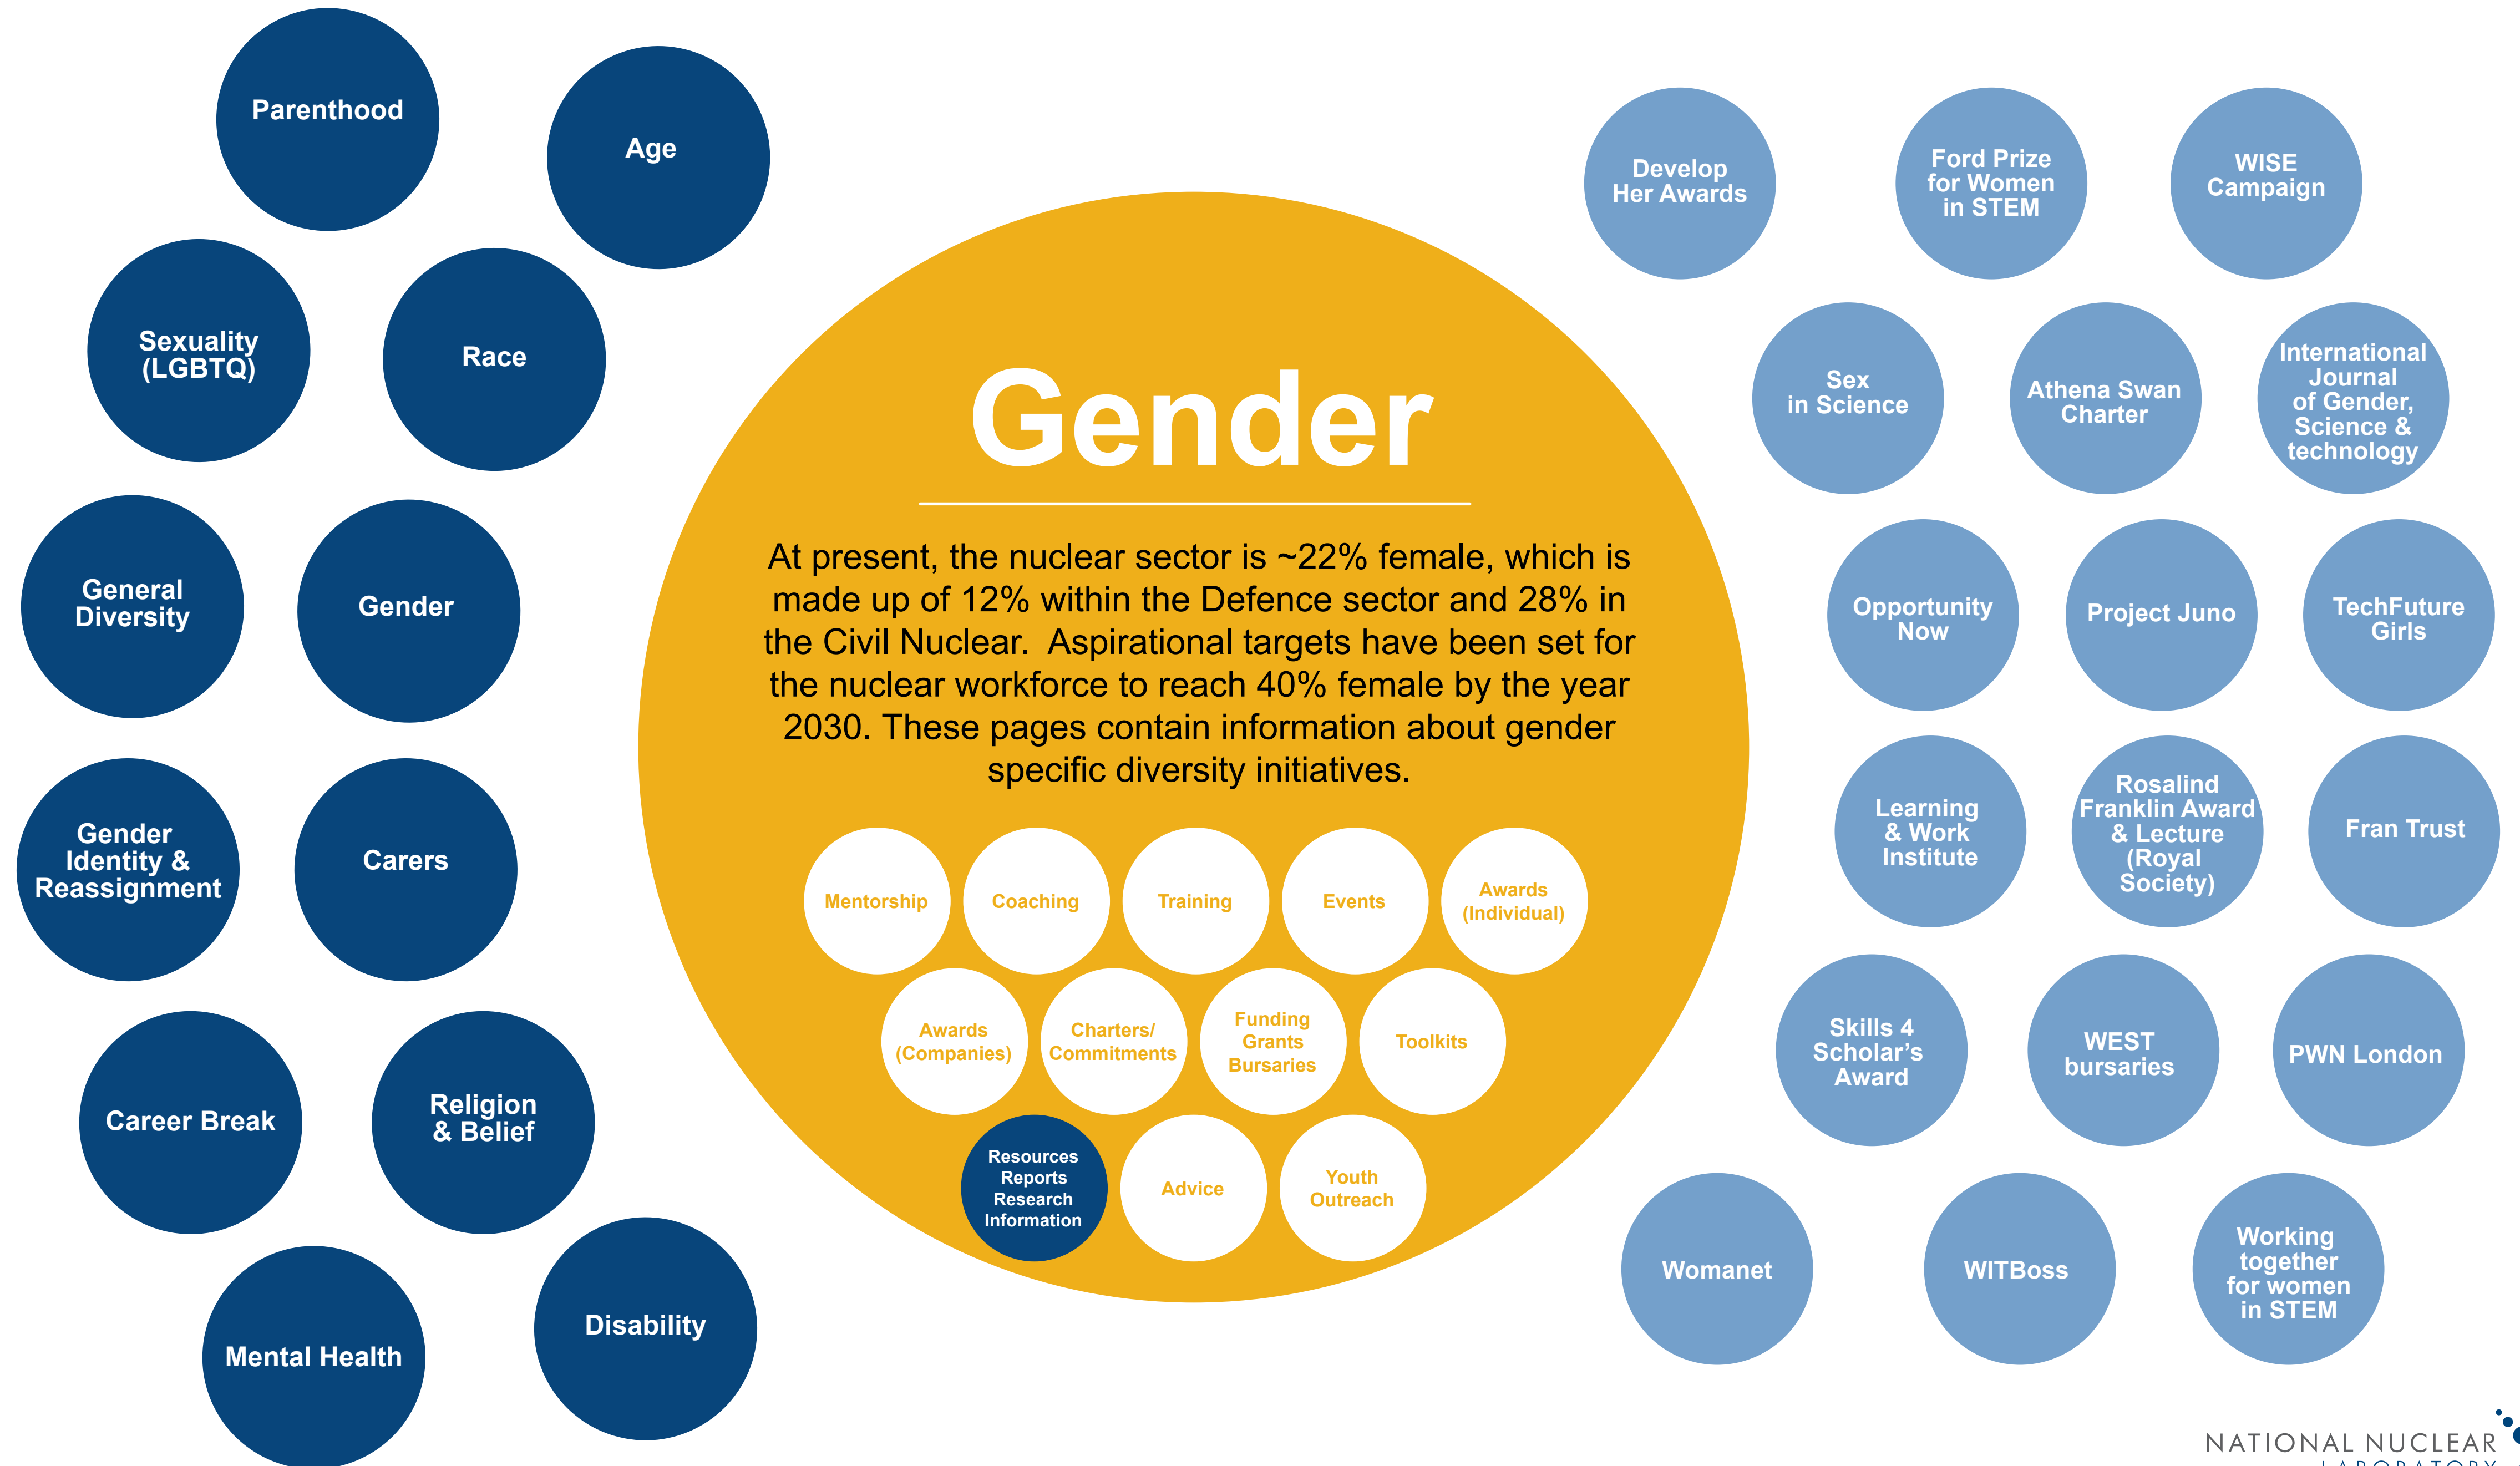 Parenthood
Age
Sexuality
(LGBTQ)
Race
General
Diversity
Gender
Gender
Identity &
Reassignment
Carers
Career Break
Religion
& Belief
Mental Health
Disability
Gender
At present, the nuclear sector is ~22% female, which is
made up of 12% within the Defence sector and 28% in
the Civil Nuclear.  Aspirational targets have been set for
the nuclear workforce to reach 40% female by the year
2030. These pages contain information about gender
specific diversity initiatives.
Mentorship
Coaching
Training
Events
Awards
(Individual)
Awards
(Companies)
Charters/
Commitments
Funding
Grants
Bursaries
Toolkits
Resources
Reports
Research
Information
Advice
Youth
Outreach
Develop
Her Awards
Ford Prize
for Women
in STEM
WISE
Campaign
Sex
in Science
Athena Swan
Charter
International
Journal
of Gender,
Science &
technology
Opportunity
Now
Project Juno
TechFuture
Girls
Learning
& Work
Institute
Rosalind
Franklin Award
& Lecture
(Royal
Society)
Fran Trust
Skills 4
Scholar’s
Award
WEST
bursaries
PWN London
Womanet
WITBoss
Working
together
for women
in STEM
NATIONAL NUCLEAR
LABORATORY